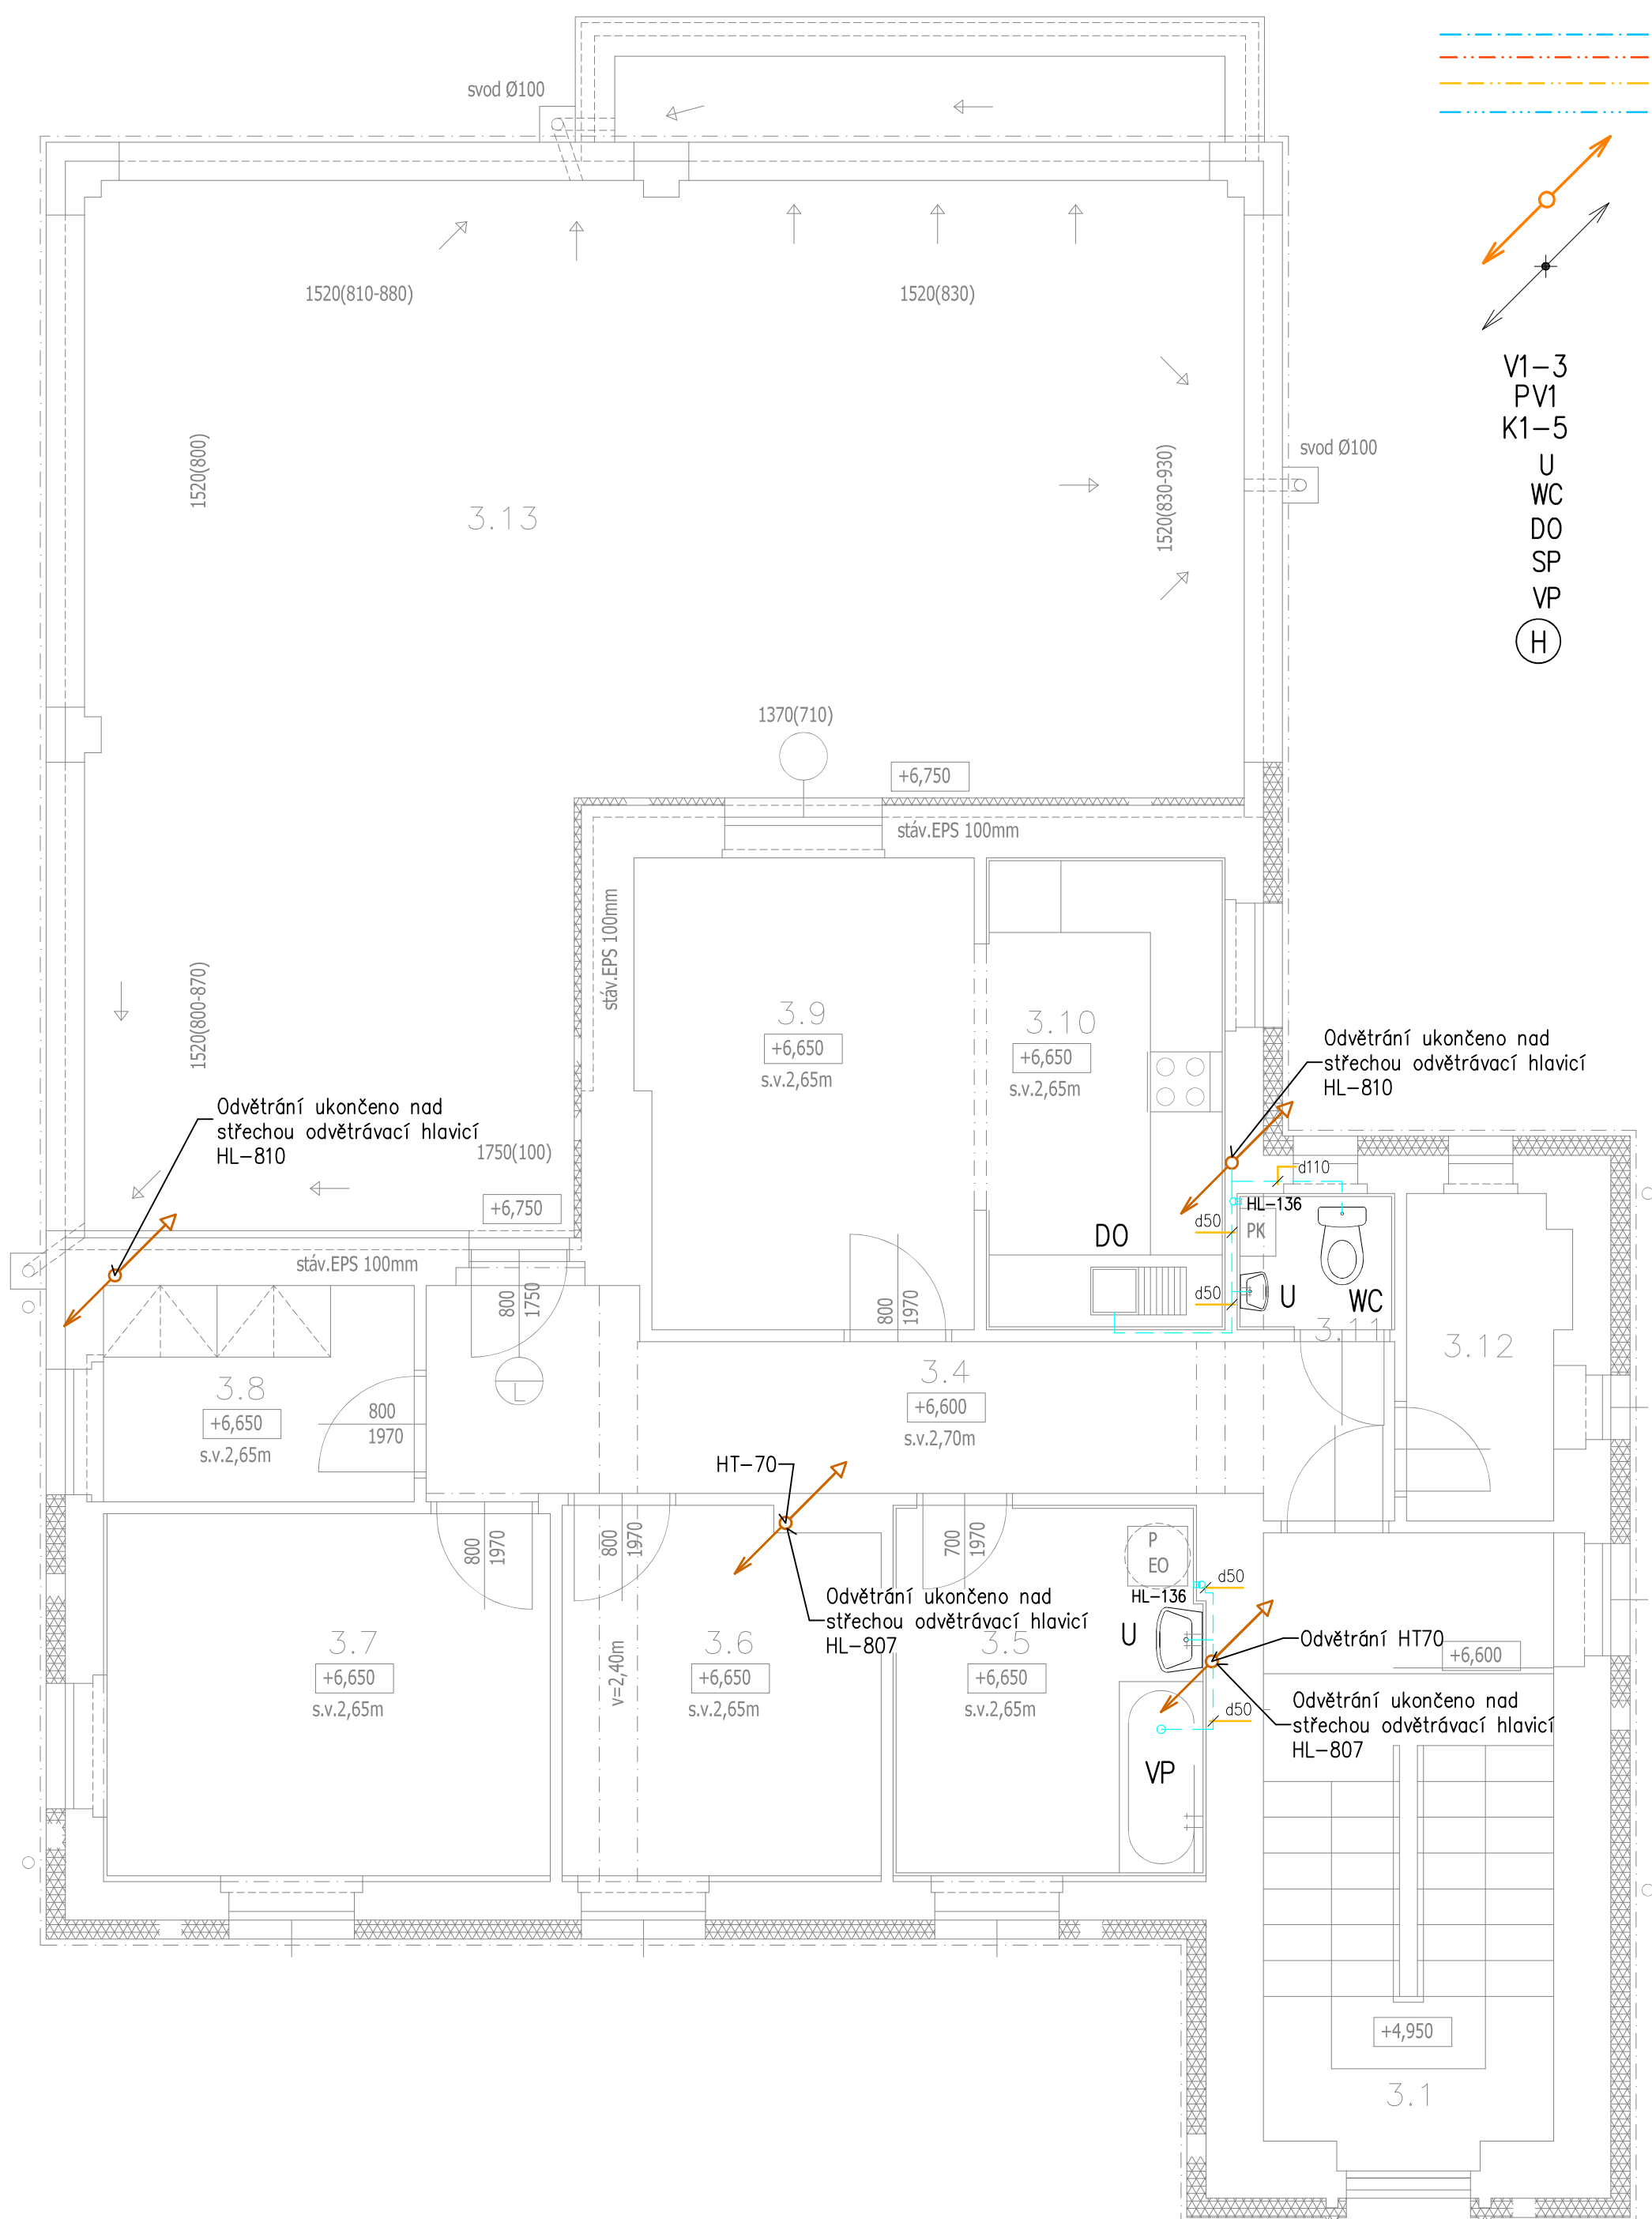 svod Ø100
1520(810-880)
1520(830)
V1-3
PV1
K1-5
U
WC
DO
SP
VP
H
svod Ø100
1520(800)
1520(830-930)
3.13
1370(710)
+6,750
stáv.EPS 100mm
stáv.EPS 100mm
1520(800-870)
3.9
+6,650
s.v.2,65m
3.10
+6,650
s.v.2,65m
Odvětrání ukončeno nad
střechou odvětrávací hlavicí
HL-810
Odvětrání ukončeno nad
střechou odvětrávací hlavicí
HL-810
1750(100)
+6,750
stáv.EPS 100mm
d110
HL-136
d50
PK
DO
d50
U
WC
800
1750
800
1970
3.11
3.12
3.4
+6,600
s.v.2,70m
L
3.8
+6,650
s.v.2,65m
800
1970
HT-70
800
1970
800
1970
700
1970
P
EO
HL-136
d50
Odvětrání ukončeno nad
střechou odvětrávací hlavicí
HL-807
U
Odvětrání HT70
+6,600
3.7
+6,650
s.v.2,65m
v=2,40m
3.6
+6,650
s.v.2,65m
3.5
+6,650
s.v.2,65m
d50
Odvětrání ukončeno nad
střechou odvětrávací hlavicí
HL-807
VP
+4,950
3.1